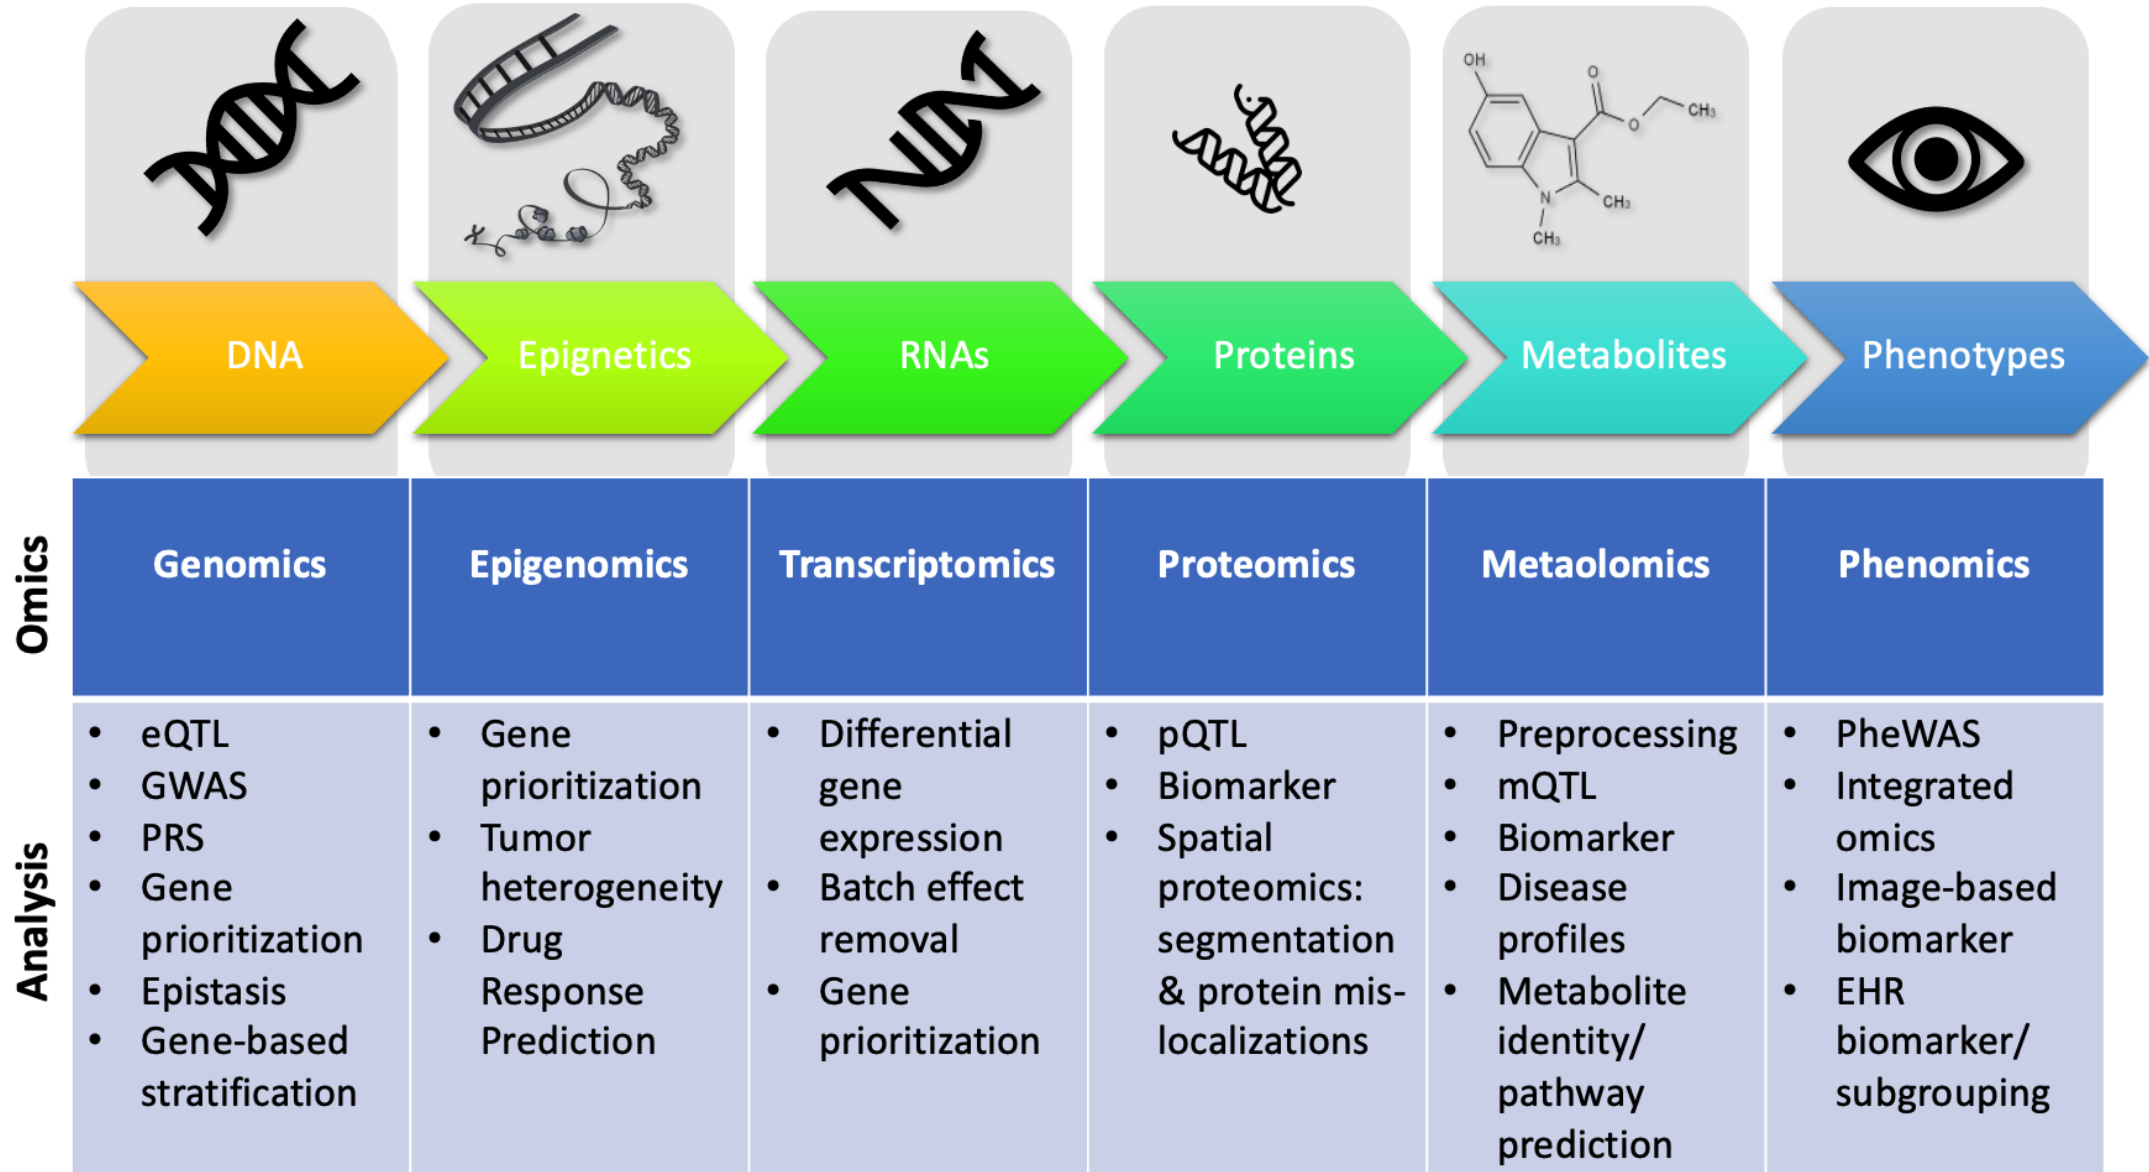 OH
O
O
CH₃
N
CH₃
CH₃
DNA
Epignetics
RNAs
Proteins
Metabolites
Phenotypes
Omics
Genomics
Epigenomics
Transcriptomics
Proteomics
Metaolomics
Phenomics
Analysis
• eQTL
• GWAS
• PRS
• Gene
prioritization
• Epistasis
• Gene-based
stratification
• Gene
prioritization
• Tumor
heterogeneity
• Drug
Response
Prediction
• Differential
gene
expression
• Batch effect
removal
• Gene
prioritization
• pQTL
• Biomarker
• Spatial
proteomics:
segmentation
& protein mis-
localizations
• Preprocessing
• mQTL
• Biomarker
• Disease
profiles
• Metabolite
identity/
pathway
prediction
• PheWAS
• Integrated
omics
• Image-based
biomarker
• EHR
biomarker/
subgrouping